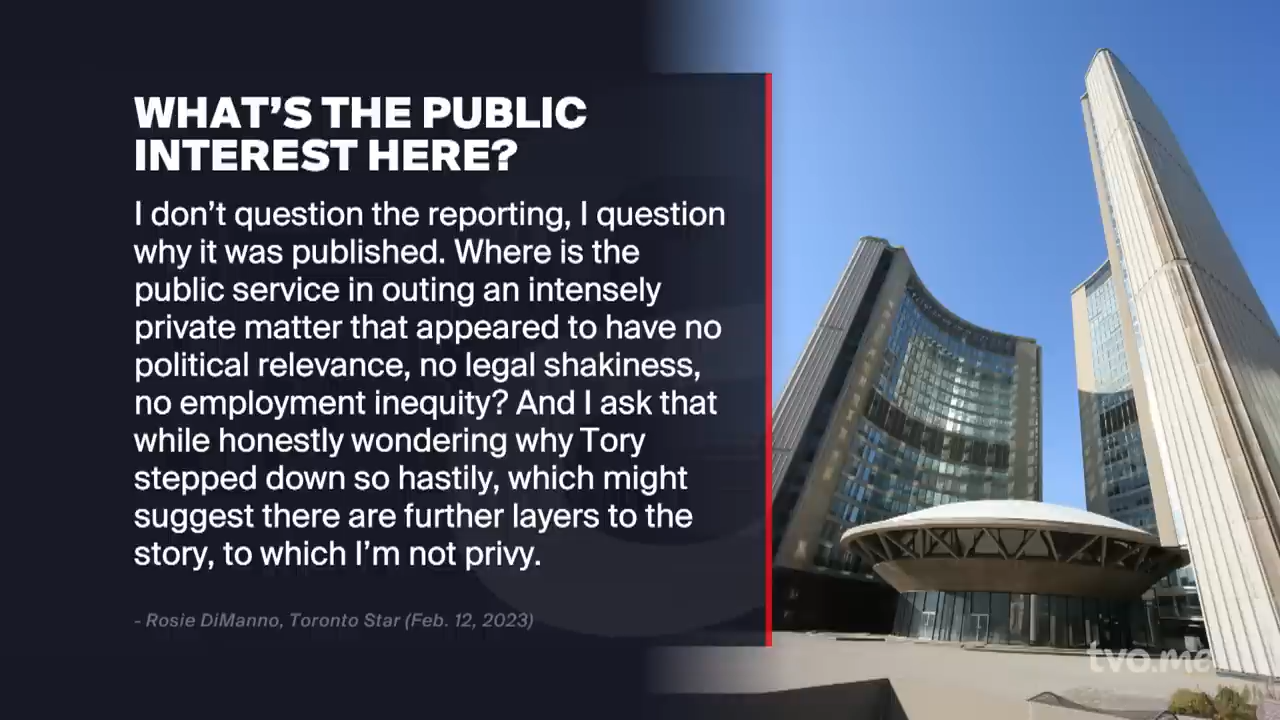 WHAT'S THE PUBLIC
INTEREST HERE?
I don't question the reporting, I question
why it was published. Where is the
public service in outing an intensely
private matter that appeared to have no
political relevance, no legal shakiness,
no employment inequity? And I ask that
while honestly wondering why Tory
stepped down so hastily, which might
suggest there are further layers to the
story, to which I'm not privy.
- Rosie DiManno, Toronto Star (Feb. 12, 2023)
tvo.me